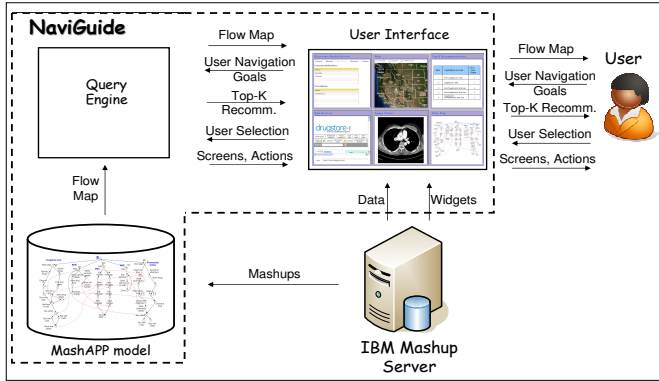 NaviGuide
Query
Engine
Flow Map
User Navigation
Goals
Top-K
Recomm.
User Selection
Screens, Actions
User Interface
drugstore
Flow Map
User Navigation
Goals
Top-K Recomm.
User Selection
Screens, Actions
User
Flow
Map
Data
Widgets
Mashups
MashAPP model
IBM Mashup
Server